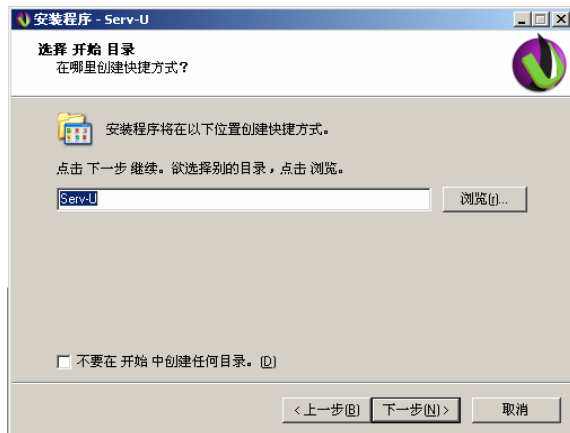 安装程序 - Serv-U
选择 开始 目录
在哪里创建快捷方式?
安装程序将在以下位置创建快捷方式。
点击 下一步 继续。欲选择别的目录，点击 浏览。
Serv-U
浏览(r)...
不要在 开始 中创建任何目录。(D)
<上一步(B)
下一步(N)>
取消